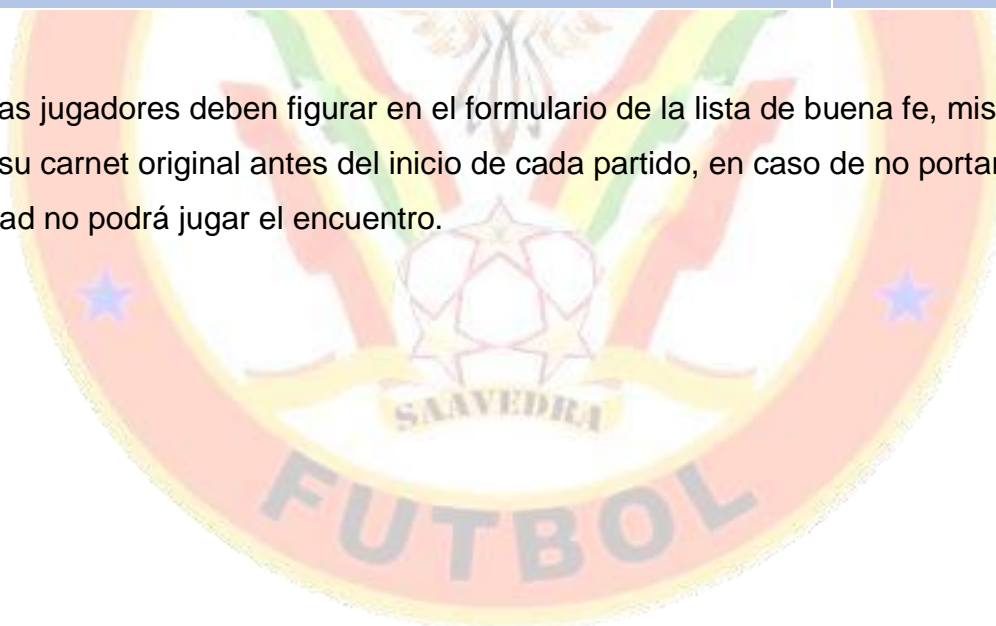 as jugadores deben figurar en el formulario de la lista de buena fe, mis
su carnet original antes del inicio de cada partido, en caso de no portar
ad no podrá jugar el encuentro.
SAAVEDRA
FUTBOL